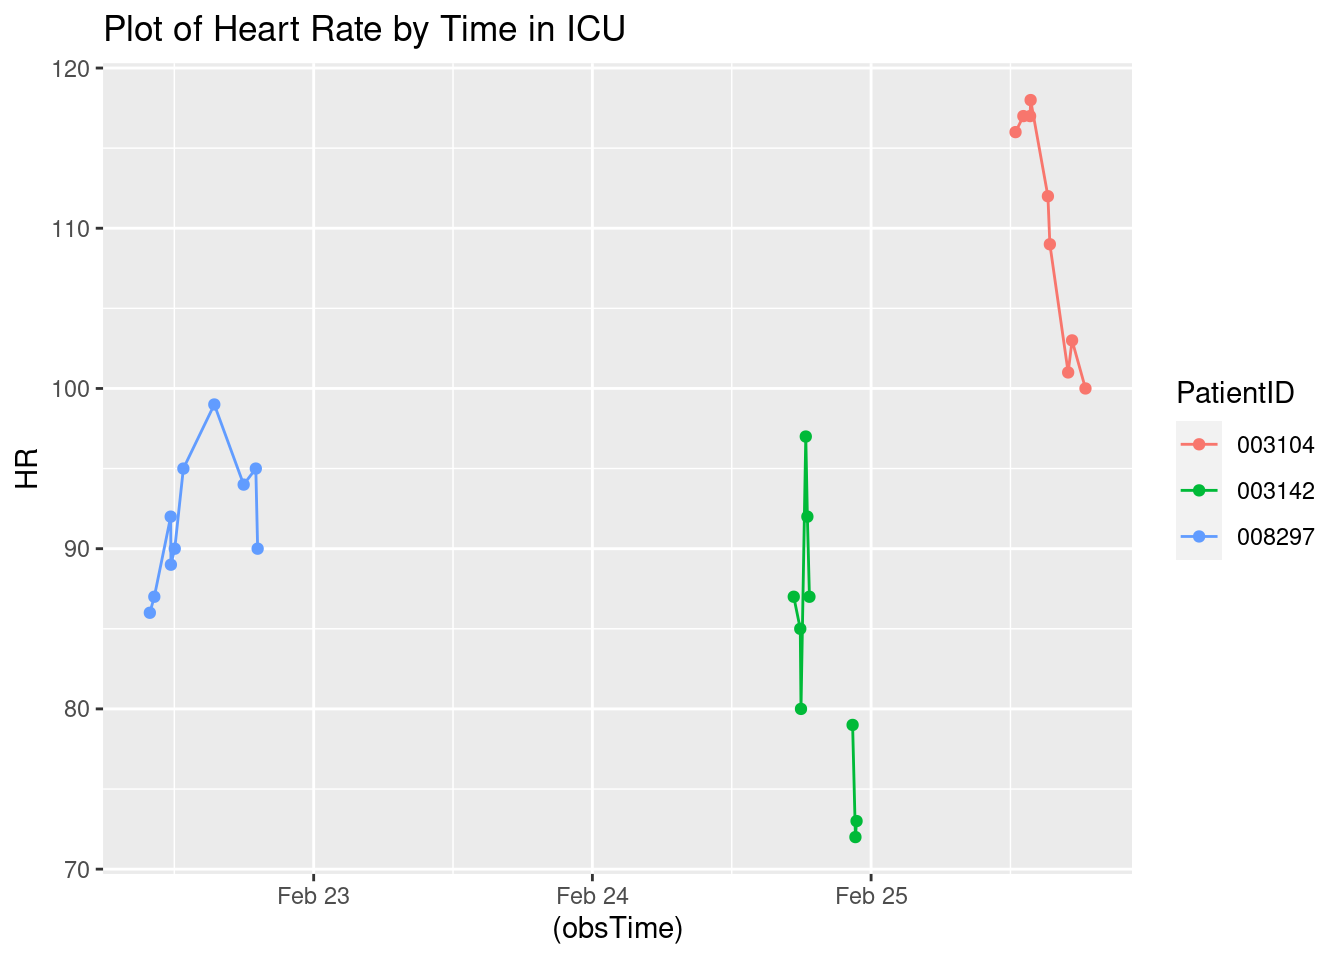 Plot of Heart Rate by Time in ICU
120
110
100
90
80
70
HR
Feb 23
Feb 24
Feb 25
(obsTime)
PatientID
003104
003142
008297